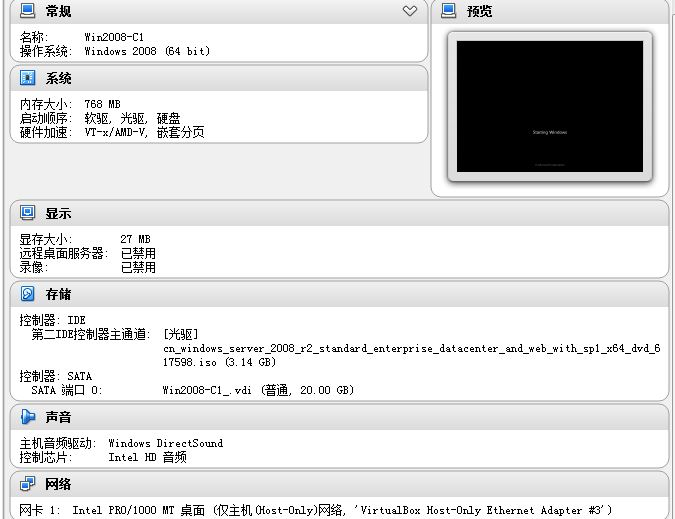 常规
名称: Win2008-C1
操作系统: Windows 2008 (64 bit)
预览
Starting Windows
系统
内存大小: 768 MB
启动顺序: 软驱, 光驱, 硬盘
硬件加速: VT-x/AMD-V, 嵌套分页
显示
显存大小: 27 MB
远程桌面服务器: 已禁用
录像: 已禁用
存储
控制器: IDE
第二IDE控制器主通道: [光驱]
cn_windows_server_2008_r2_standard_enterprise_datacenter_and_web_with_sp1_x64_dvd_6
17598.iso (3.14 GB)
控制器: SATA
SATA 端口 0: Win2008-C1_.vdi (普通, 20.00 GB)
声音
主机音频驱动: Windows DirectSound
控制芯片: Intel HD 音频
网络
网卡 1: Intel PRO/1000 MT 桌面 (仅主机(Host-Only)网络, 'VirtualBox Host-Only Ethernet Adapter #3')